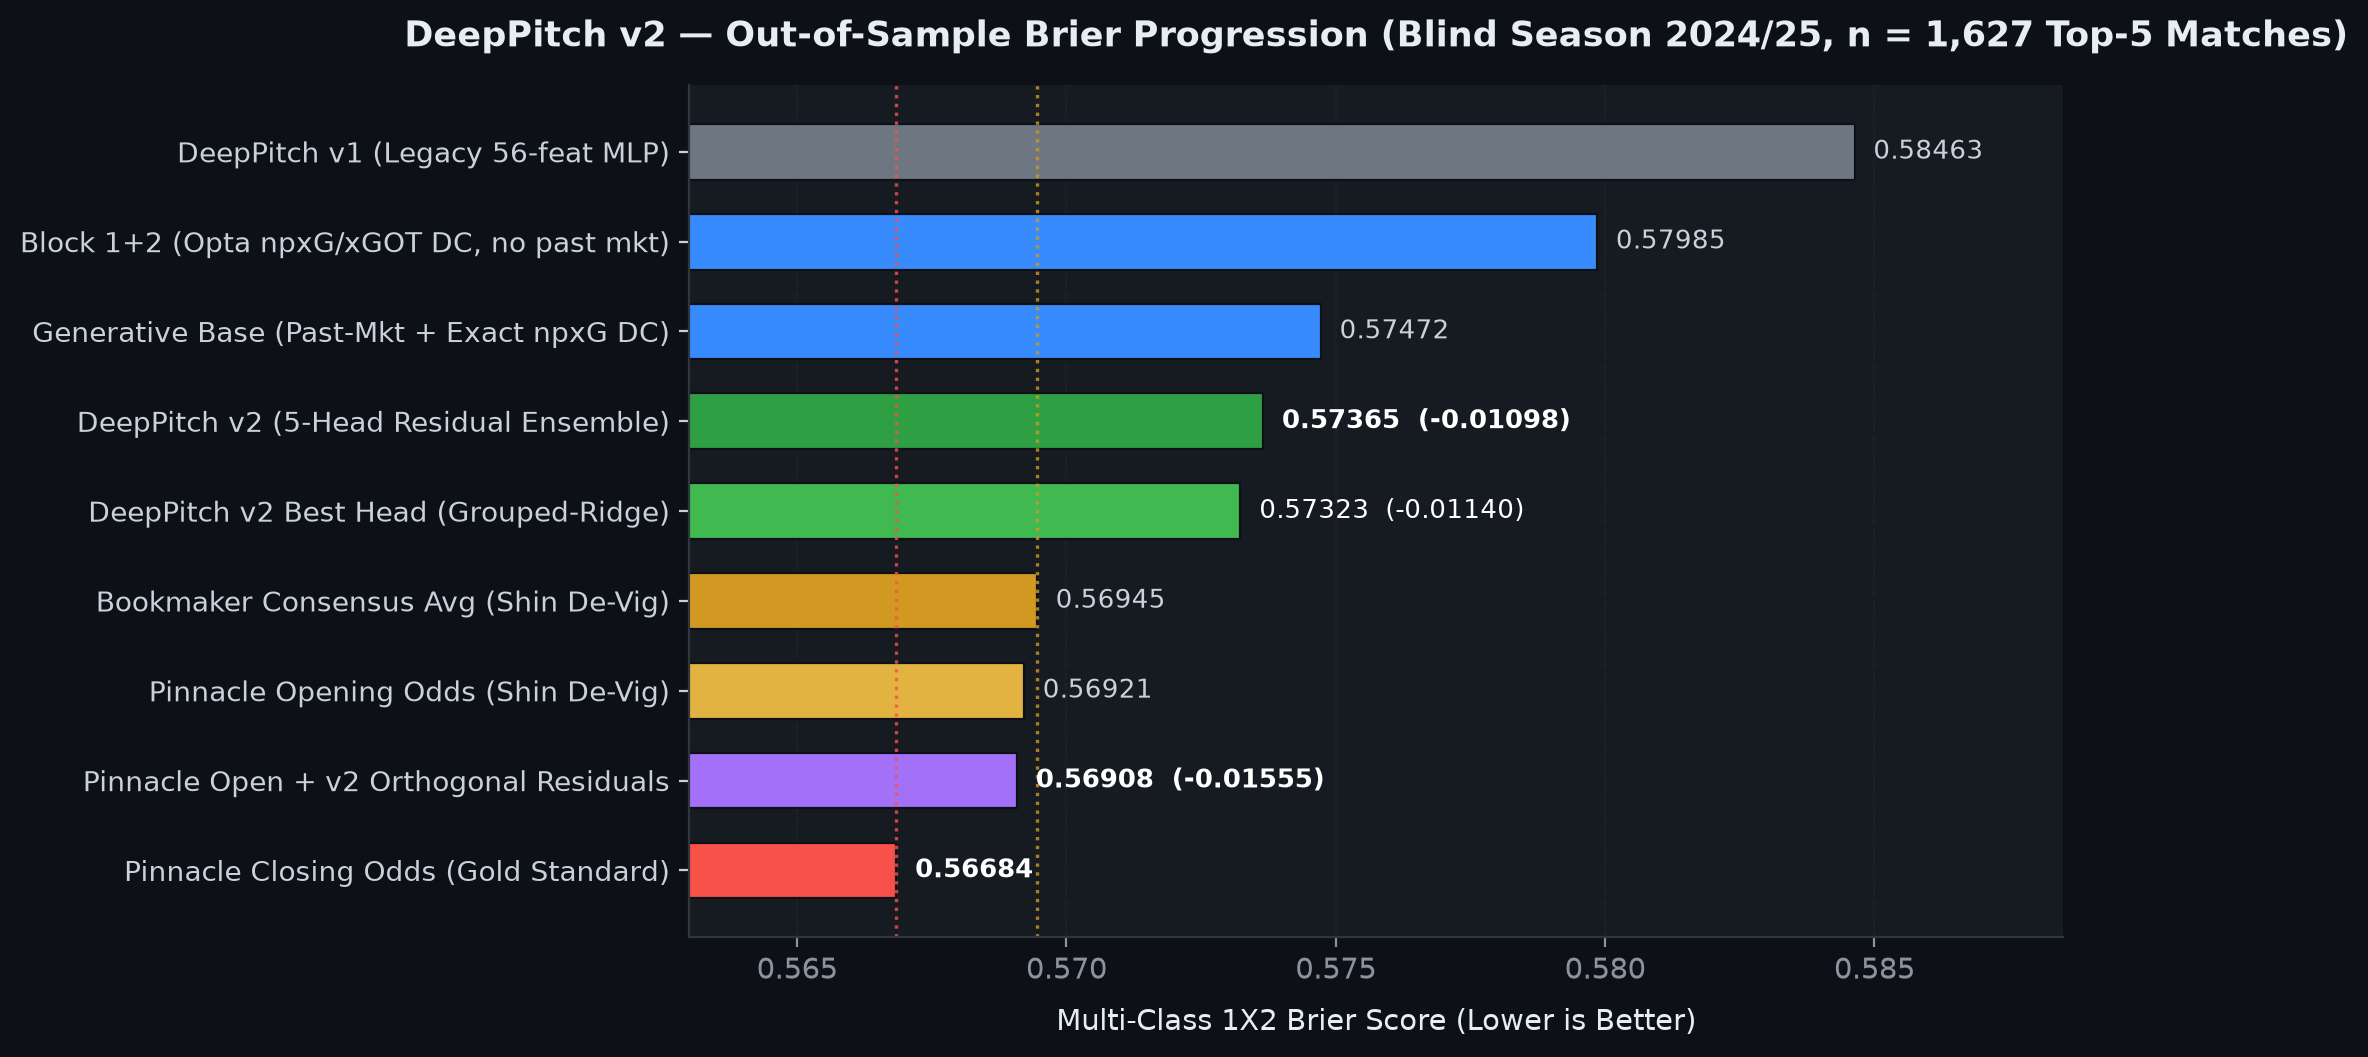 DeepPitch v2 — Out-of-Sample Brier Progression (Blind Season 2024/25, n = 1,627 Top-5 Matches)
DeepPitch v1 (Legacy 56-feat MLP) 0.58463
Block 1+2 (Opta npxG/xGOT DC, no past mkt) 0.57985
Generative Base (Past-Mkt + Exact npxG DC) 0.57472
DeepPitch v2 (5-Head Residual Ensemble) 0.57365 (-0.01098)
DeepPitch v2 Best Head (Grouped-Ridge) 0.57323 (-0.01140)
Bookmaker Consensus Avg (Shin De-Vig) 0.56945
Pinnacle Opening Odds (Shin De-Vig) 0.56921
Pinnacle Open + v2 Orthogonal Residuals 0.56908 (-0.01555)
Pinnacle Closing Odds (Gold Standard) 0.56684
0.565 0.570 0.575 0.580 0.585
Multi-Class 1X2 Brier Score (Lower is Better)